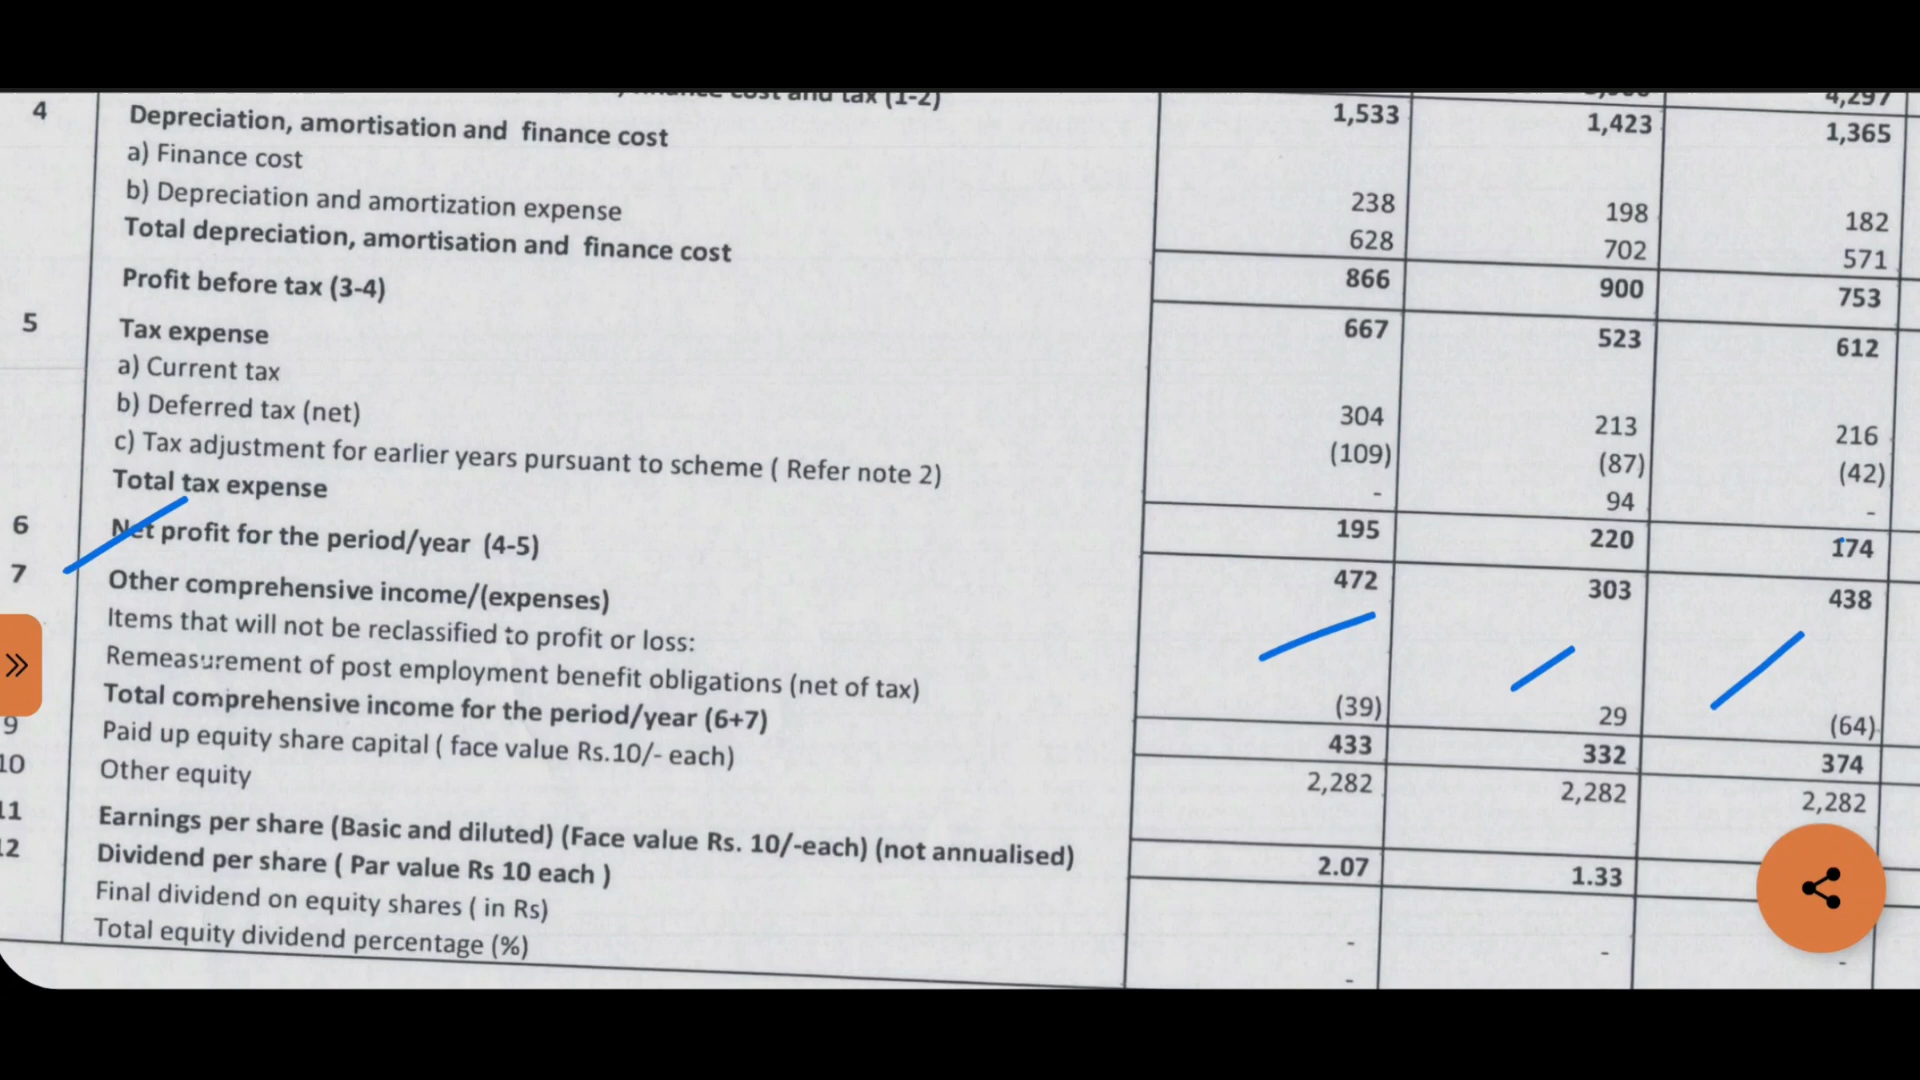 finance cost and tax (1-2) 4,297
4 Depreciation, amortisation and finance cost 1,533 1,423 1,365
a) Finance cost 238 198 182
b) Depreciation and amortization expense 628 702 571
Total depreciation, amortisation and finance cost 866 900 753
Profit before tax (3-4) 667 523 612
5 Tax expense
a) Current tax 304 213 216
b) Deferred tax (net) (109) (87) (42)
c) Tax adjustment for earlier years pursuant to scheme ( Refer note 2) - 94 -
Total tax expense 195 220 174
6 Net profit for the period/year (4-5) 472 303 438
7 Other comprehensive income/(expenses)
Items that will not be reclassified to profit or loss:
Remeasurement of post employment benefit obligations (net of tax) (39) 29 (64)
Total comprehensive income for the period/year (6+7) 433 332 374
9 Paid up equity share capital ( face value Rs.10/- each) 2,282 2,282 2,282
10 Other equity
11 Earnings per share (Basic and diluted) (Face value Rs. 10/-each) (not annualised) 2.07 1.33
12 Dividend per share ( Par value Rs 10 each )
Final dividend on equity shares ( in Rs) - - -
Total equity dividend percentage (%) -